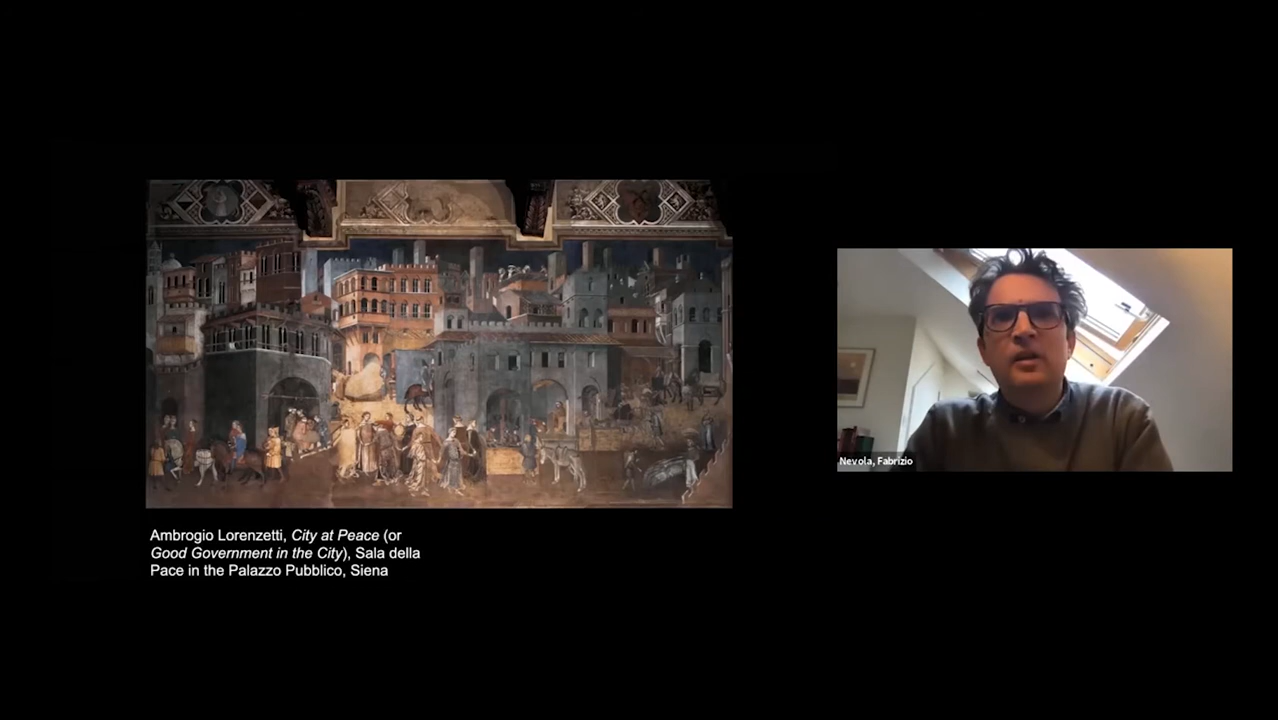 Ambrogio Lorenzetti, City at Peace (or
Good Government in the City), Sala della
Pace in the Palazzo Pubblico, Siena
Nevola, Fabrizio